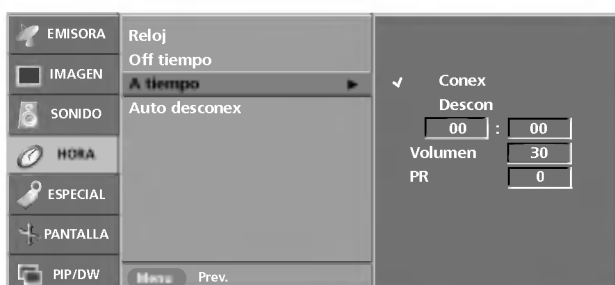 EMISORA
IMAGEN
SONIDO
HORA
ESPECIAL
PANTALLA
PIP/DW
Reloj
Off tiempo
A tiempo
Auto desconex
Menu Prev.
Conex
Descon
00 : 00
Volumen 30
PR 0